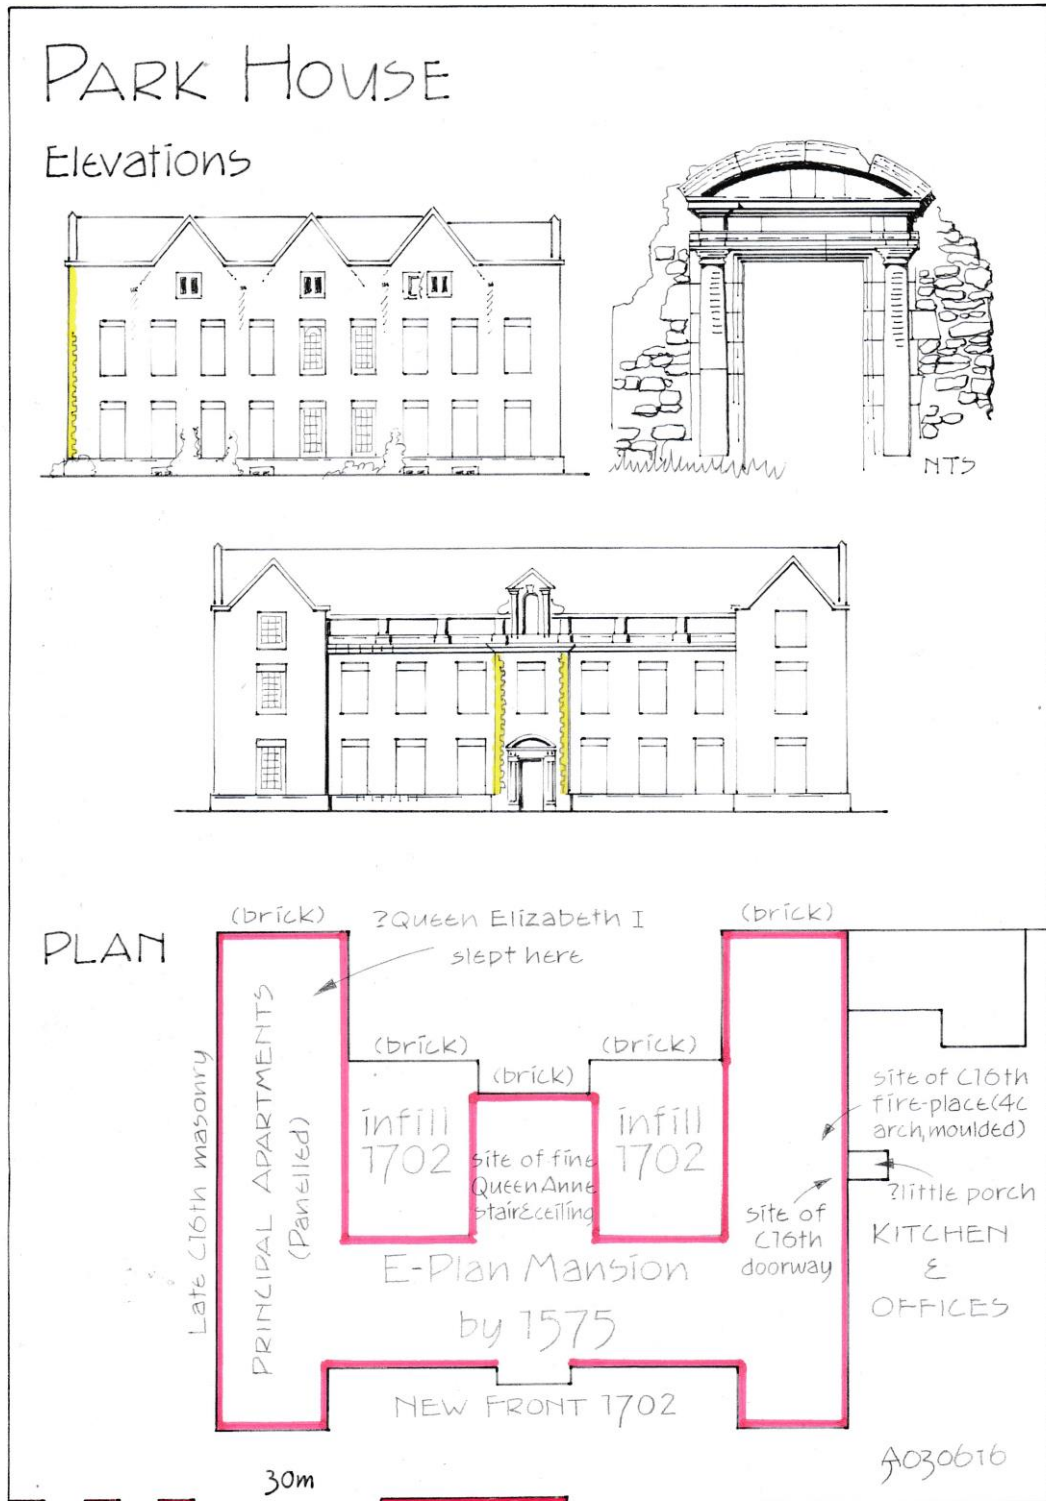 PARK HOUSE
Elevations
NTS
PLAN
(brick)
?QUEEN Elizabeth I
slept here
(brick)
(brick)
(brick)
(brick)
Late C16th masonry
PRINCIPAL APARTMENTS
(Panelled)
infill
1702
site of fine
Queen Anne
stair&ceiling
infill
1702
site of C16th
fire-place(4c
arch, moulded)
?little porch
site of
C16th
doorway
KITCHEN
&
OFFICES
E-Plan Mansion
by 1575
NEW FRONT 1702
30m